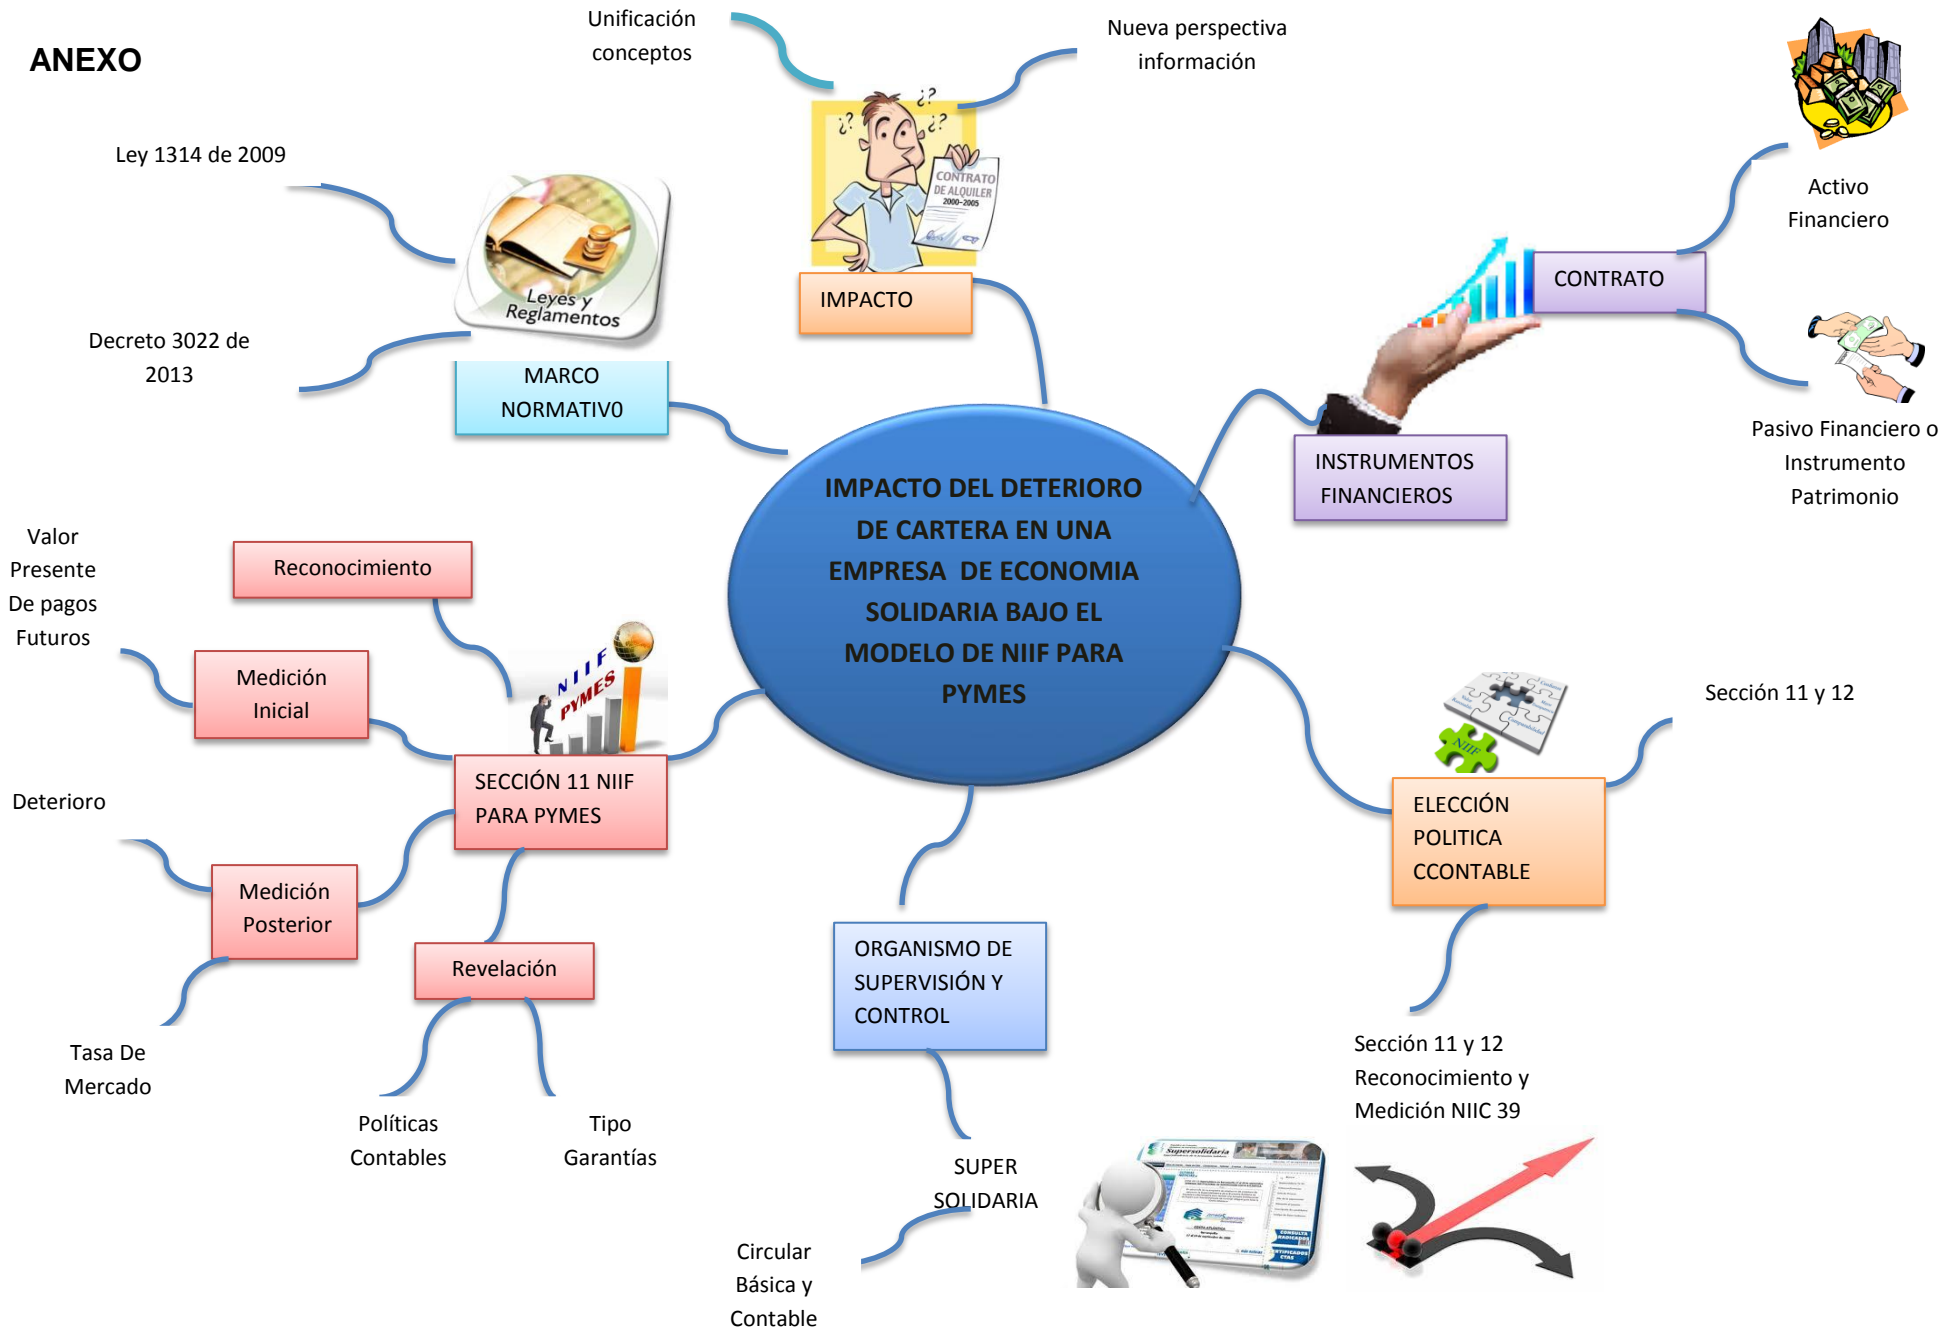 ANEXO
Unificación
conceptos
Nueva perspectiva
información
¿?
¿?
¿?
CONTRATO
DE ALQUILER
2000-2005
IMPACTO
Ley 1314 de 2009
Decreto 3022 de
2013
Leyes y
Reglamentos
MARCO
NORMATIV0
Activo
Financiero
CONTRATO
Pasivo Financiero o
Instrumento
Patrimonio
INSTRUMENTOS
FINANCIEROS
IMPACTO DEL DETERIORO
DE CARTERA EN UNA
EMPRESA DE ECONOMIA
SOLIDARIA BAJO EL
MODELO DE NIIF PARA
PYMES
Valor
Presente
De pagos
Futuros
Reconocimiento
Medición
Inicial
NIIF
PYMES
SECCIÓN 11 NIIF
PARA PYMES
Deterioro
Medición
Posterior
Tasa De
Mercado
Revelación
Políticas
Contables
Tipo
Garantías
Sección 11 y 12
NIIF
ELECCIÓN
POLITICA
CCONTABLE
Sección 11 y 12
Reconocimiento y
Medición NIIC 39
ORGANISMO DE
SUPERVISIÓN Y
CONTROL
SUPER
SOLIDARIA
Circular
Básica y
Contable
Supersolidaria
CONSULTA